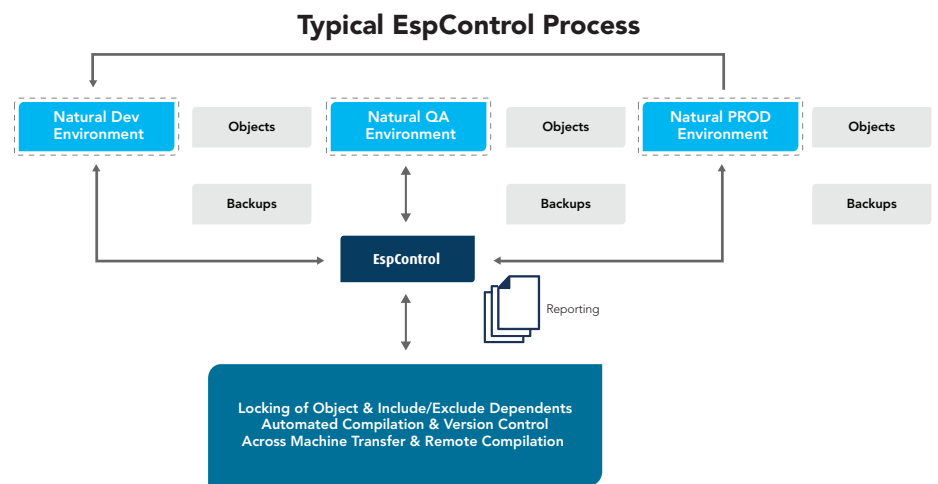 Typical EspControl Process
Natural Dev
Environment
Objects
Natural QA
Environment
Objects
Natural PROD
Environment
Objects
Backups
Backups
Backups
EspControl
Reporting
Locking of Object & Include/Exclude Dependents
Automated Compilation & Version Control
Across Machine Transfer & Remote Compilation